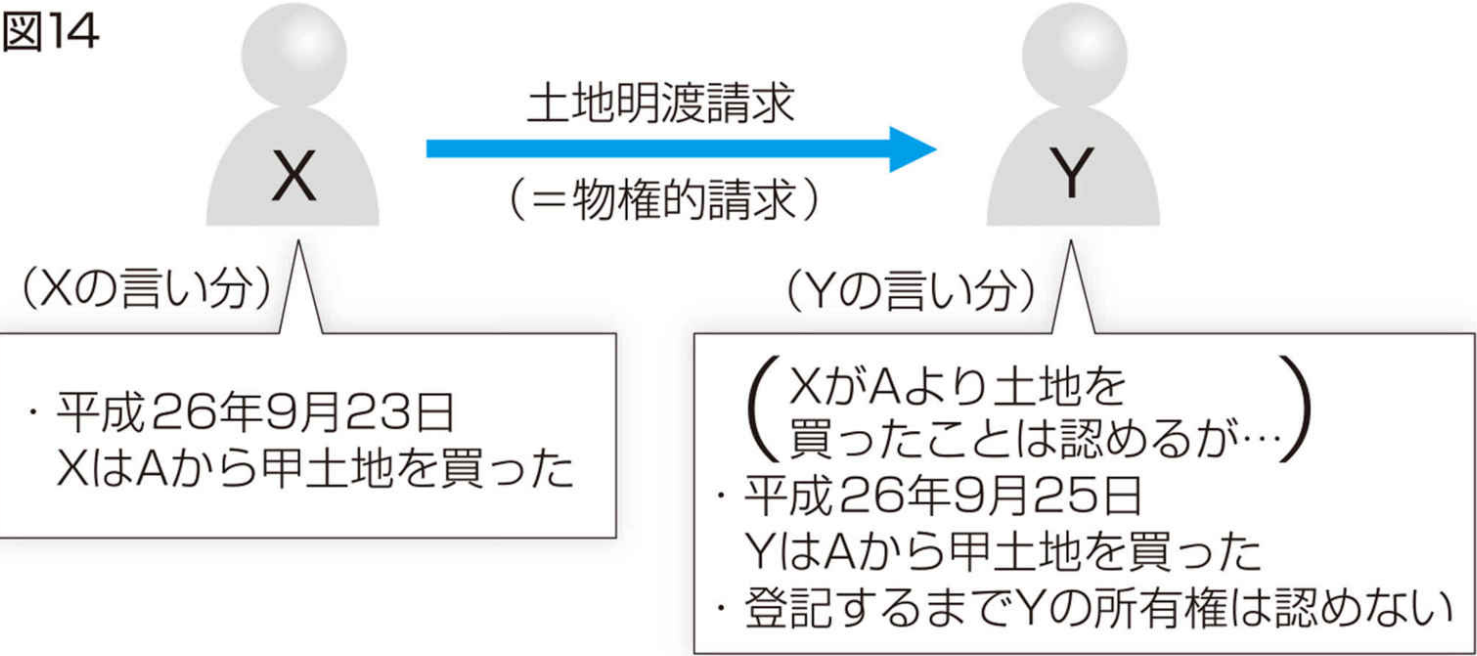 図14
X
土地明渡請求
(=物権的請求)
Y
(Xの言い分)
・平成26年9月23日
XはAから甲土地を買った
(Yの言い分)
(XがAより土地を
買ったことは認めるが…)
・平成26年9月25日
YはAから甲土地を買った
・登記するまでYの所有権は認めない